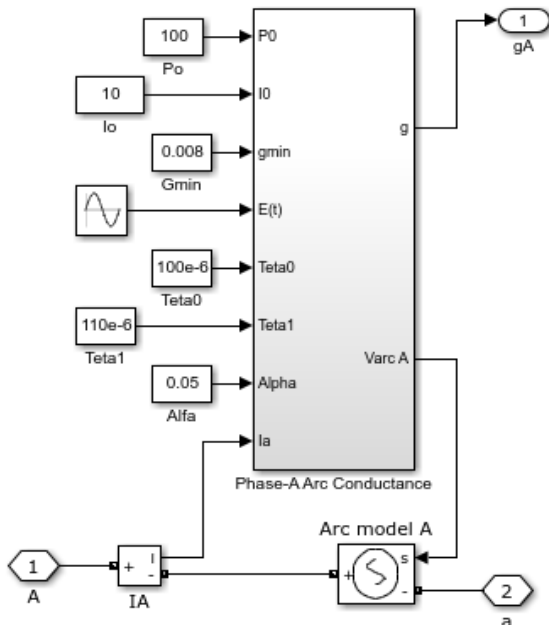 100
P0
1
Po
gA
10
I0
Io
0.008
gmin
g
Gmin
E(t)
100e-6
Teta0
Teta0
110e-6
Teta1
Teta1
Varc A
0.05
Alpha
Alfa
Ia
Phase-A Arc Conductance
Arc model A
1
+
I
-
+
s
-
2
A
IA
a